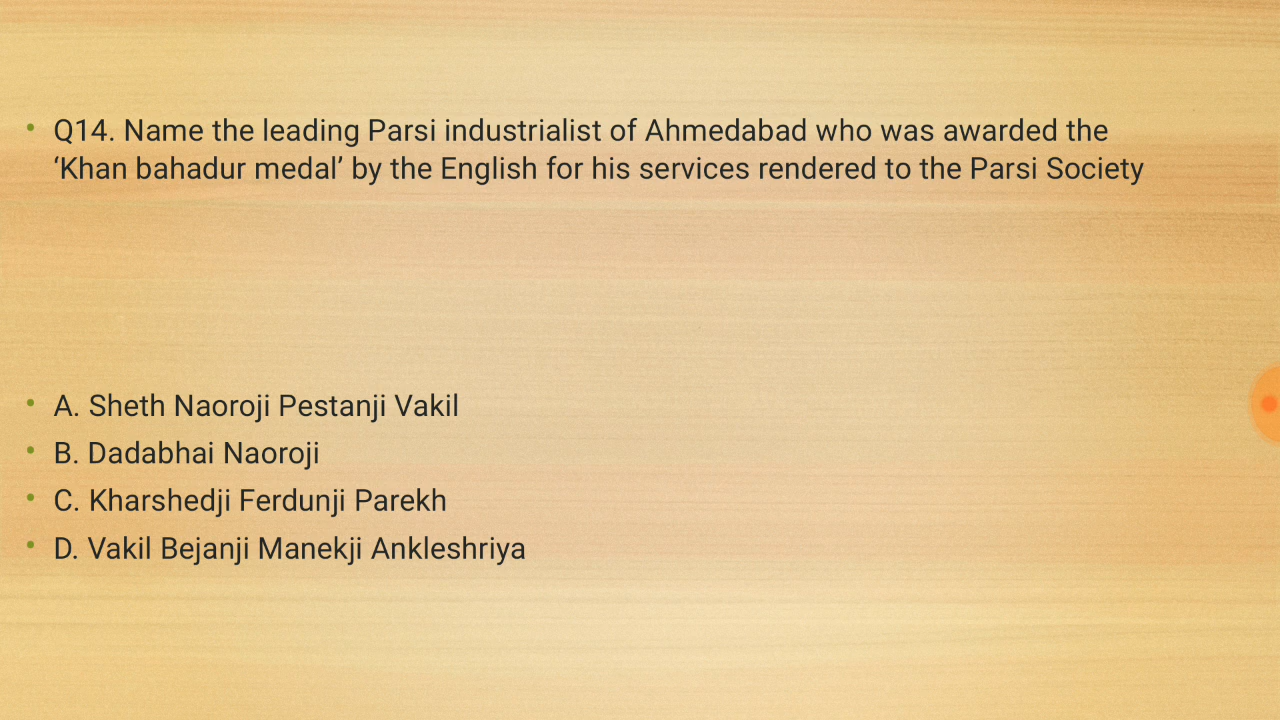 • Q14. Name the leading Parsi industrialist of Ahmedabad who was awarded the
‘Khan bahadur medal’ by the English for his services rendered to the Parsi Society
• A. Sheth Naoroji Pestanji Vakil
• B. Dadabhai Naoroji
• C. Kharshedji Ferdunji Parekh
• D. Vakil Bejanji Manekji Ankleshriya